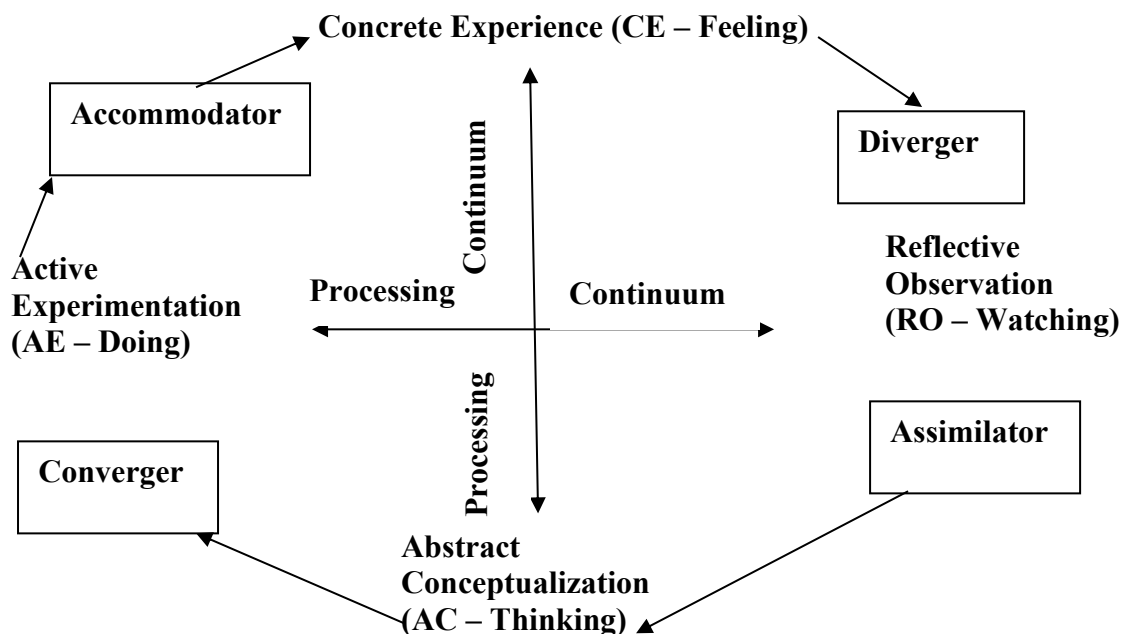 Concrete Experience (CE – Feeling)
Accommodator
Diverger
Continuum
Active
Experimentation
(AE – Doing)
Processing
Continuum
Reflective
Observation
(RO – Watching)
Processing
Converger
Assimilator
Abstract
Conceptualization
(AC – Thinking)